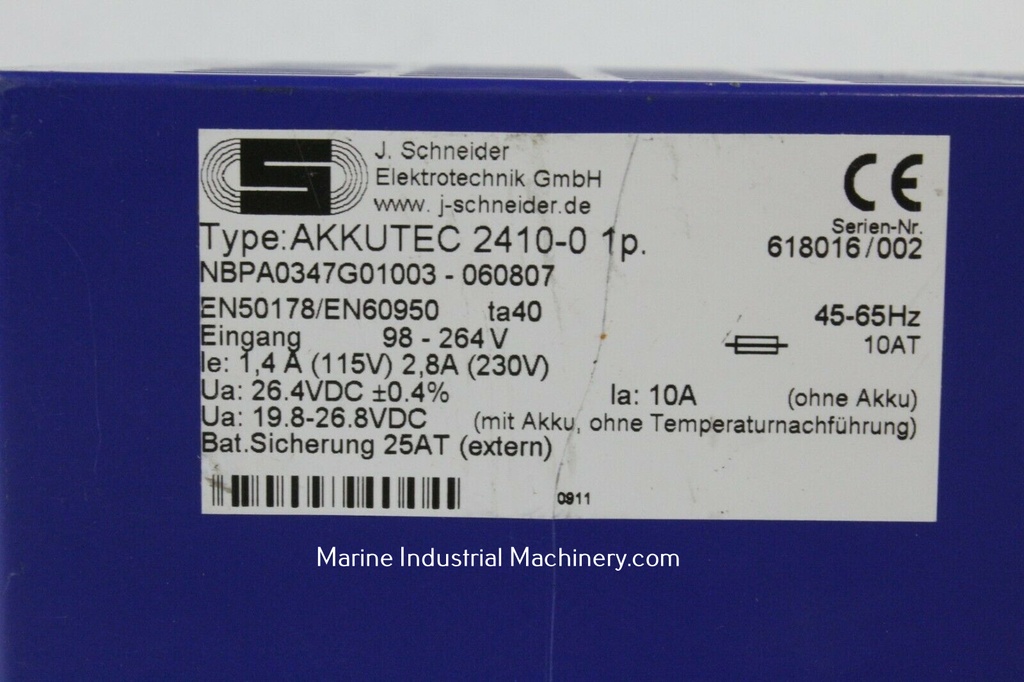 J. Schneider
Elektrotechnik GmbH
www. j-schneider.de
CE
Serien-Nr.
618016/002
Type:AKKUTEC 2410-0 1p.
NBPA0347G01003 - 060807
EN50178/EN60950 ta40
45-65Hz
Eingang 98 - 264V
10AT
Ie: 1,4 A (115V) 2,8A (230V)
Ua: 26.4VDC ±0.4% Ia: 10A (ohne Akku)
Ua: 19.8-26.8VDC (mit Akku, ohne Temperaturnachführung)
Bat.Sicherung 25AT (extern)
0911
Marine Industrial Machinery.com